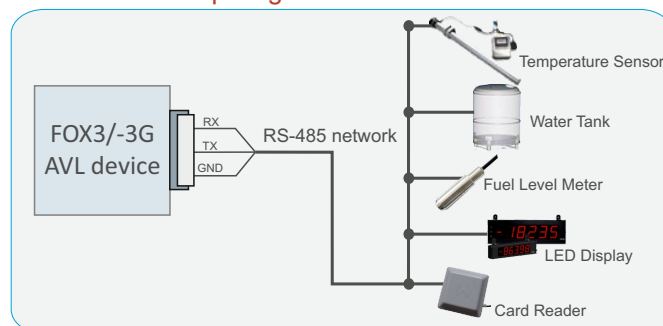 FOX3/-3G
AVL device
RX
TX
GND
RS-485 network
Temperature Sensor
Water Tank
Fuel Level Meter
- 18235
-86398
LED Display
Card Reader